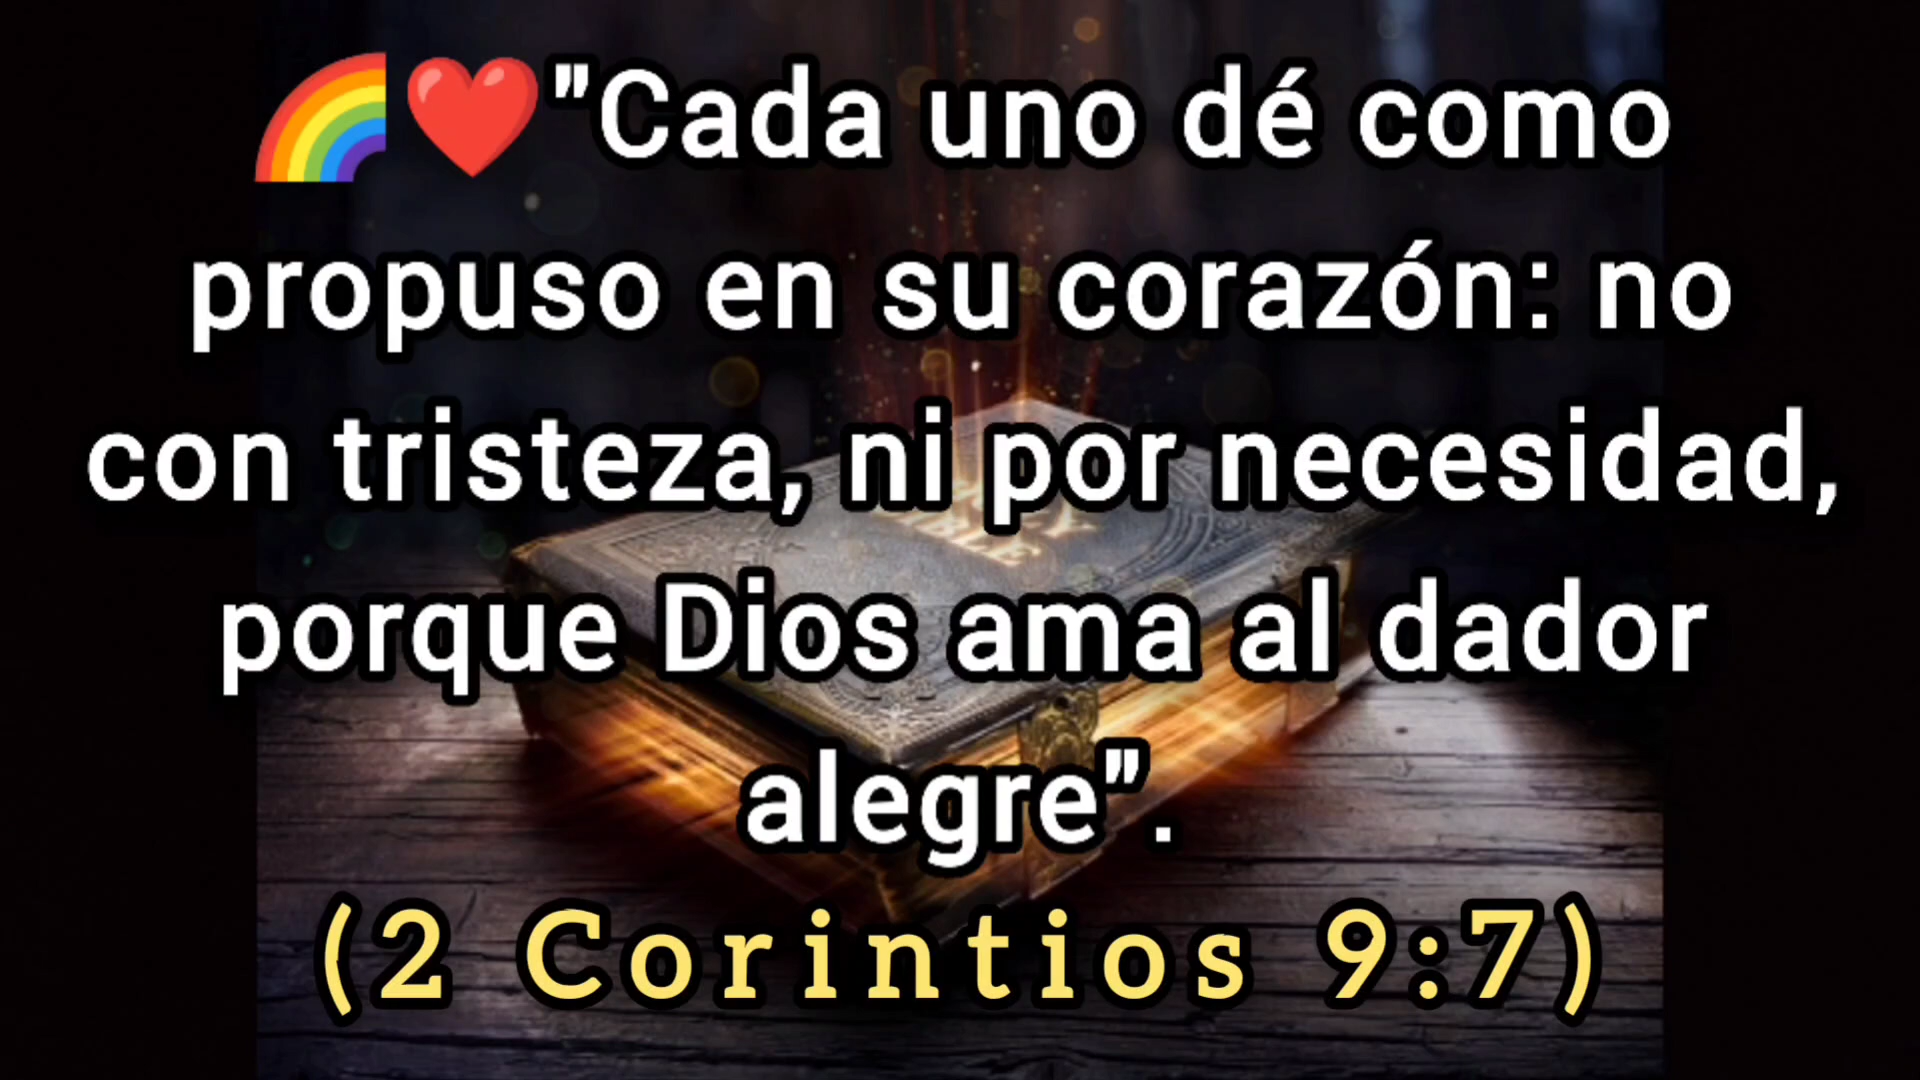 🌈❤️"Cada uno dé como
propuso en su corazón: no
con tristeza, ni por necesidad,
porque Dios ama al dador
alegre".
(2 Corintios 9:7)
BIBLE